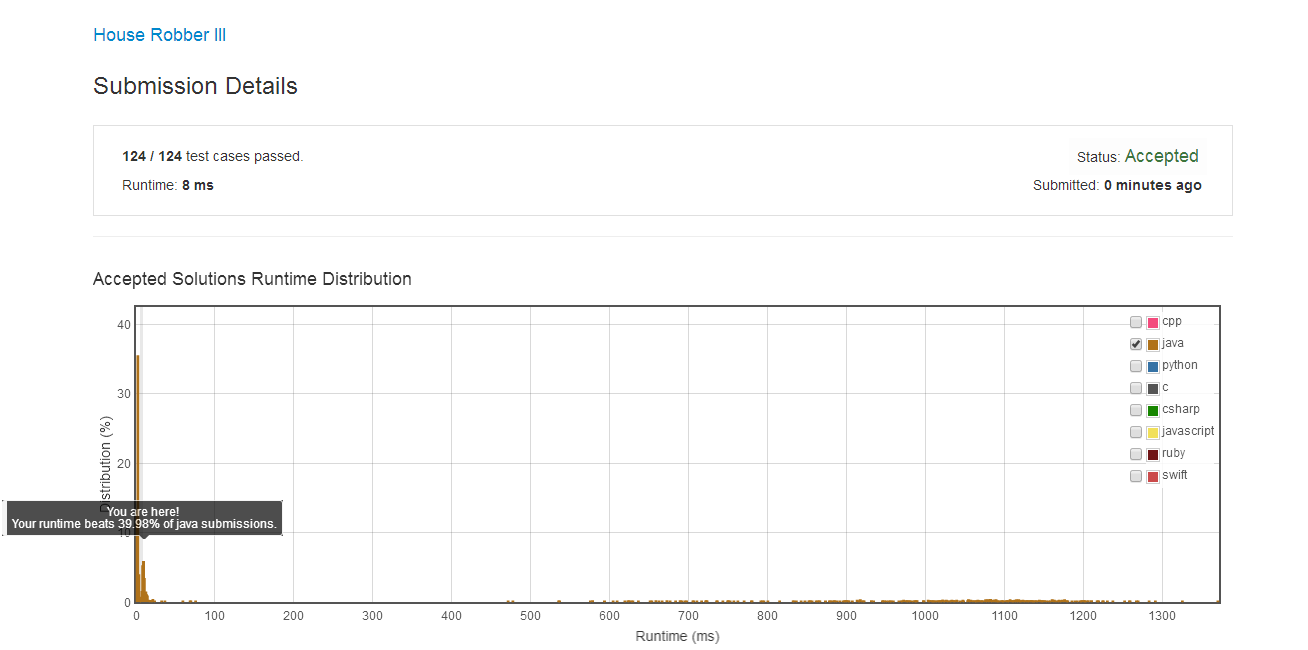 House Robber III
Submission Details
124 / 124 test cases passed.
Status: Accepted
Runtime: 8 ms
Submitted: 0 minutes ago
Accepted Solutions Runtime Distribution
Distribution (%)
40
30
20
10
0
cpp
java
python
c
csharp
javascript
ruby
swift
You are here!
Your runtime beats 39.98% of java submissions.
0 100 200 300 400 500 600 700 800 900 1000 1100 1200 1300
Runtime (ms)